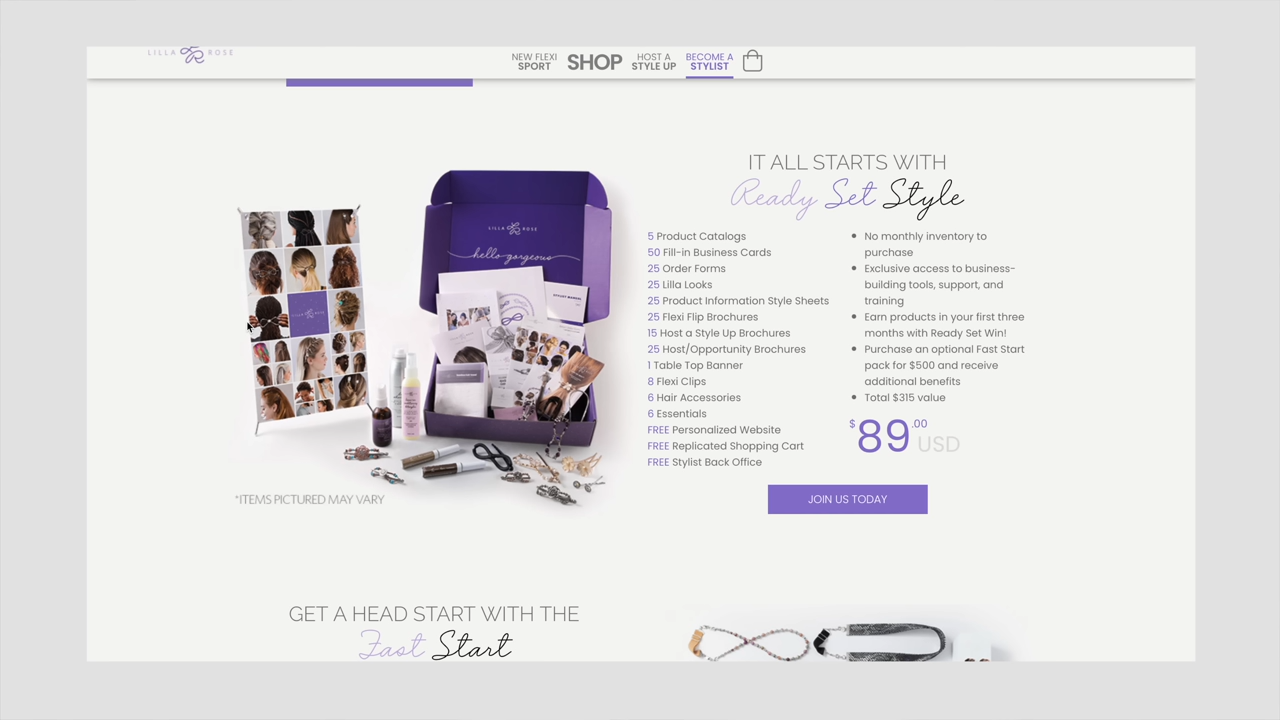 LILLA ROSE
NEW FLEXI
SPORT
SHOP
HOST A
STYLE UP
BECOME A
STYLIST
IT ALL STARTS WITH
Ready Set Style
5 Product Catalogs
50 Fill-in Business Cards
25 Order Forms
25 Lilla Looks
25 Product Information Style Sheets
25 Flexi Flip Brochures
15 Host a Style Up Brochures
25 Host/Opportunity Brochures
1 Table Top Banner
8 Flexi Clips
6 Hair Accessories
6 Essentials
FREE Personalized Website
FREE Replicated Shopping Cart
FREE Stylist Back Office
No monthly inventory to
purchase
Exclusive access to business-
building tools, support, and
training
Earn products in your first three
months with Ready Set Win!
Purchase an optional Fast Start
pack for $500 and receive
additional benefits
Total $315 value
$89.00 USD
JOIN US TODAY
LILLA ROSE
hello gorgeous
LILLA ROSE
*ITEMS PICTURED MAY VARY
GET A HEAD START WITH THE
Fast Start